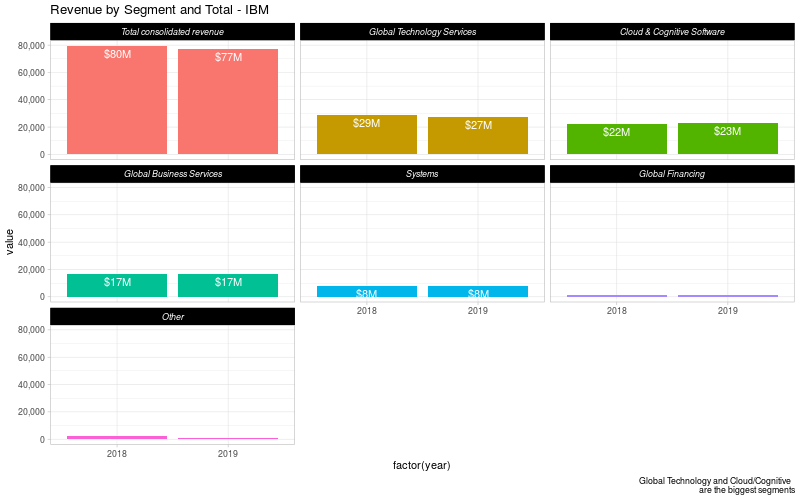 Revenue by Segment and Total - IBM
Total consolidated revenue
Global Technology Services
Cloud & Cognitive Software
80,000
60,000
40,000
20,000
0
$80M
$77M
$29M
$27M
$22M
$23M
Global Business Services
Systems
Global Financing
80,000
60,000
40,000
20,000
0
$17M
$17M
$8M
$8M
2018
2019
2018
2019
Other
80,000
60,000
40,000
20,000
0
2018
2019
value
factor(year)
Global Technology and Cloud/Cognitive
are the biggest segments